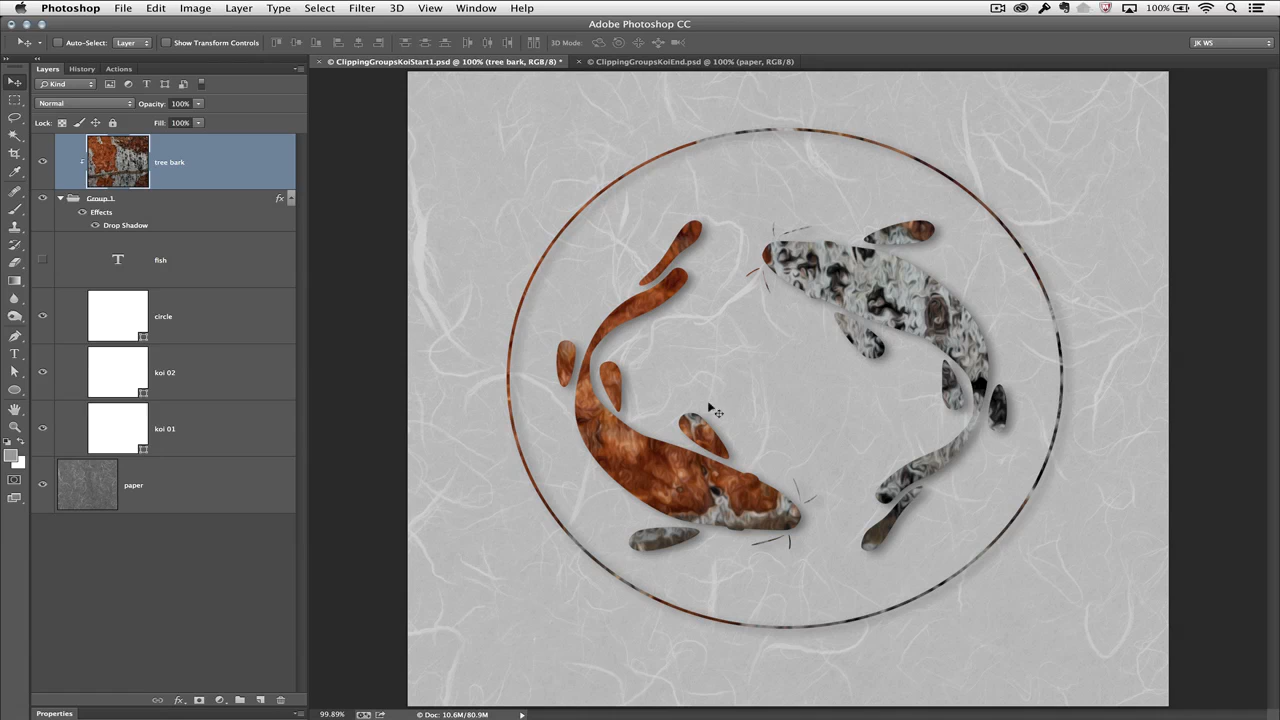 Photoshop File Edit Image Layer Type Select Filter 3D View Window Help 100%
Adobe Photoshop CC
Auto-Select: Layer Show Transform Controls 3D Mode: JK WS
Layers History Actions × © ClippingGroupsKoiStart1.psd @ 100% (tree bark, RGB/8) * × © ClippingGroupsKoiEnd.psd @ 100% (paper, RGB/8)
Kind
Normal Opacity: 100%
Lock: Fill: 100%
tree bark
Group 1 fx
Effects
Drop Shadow
T fish
circle
koi 02
koi 01
paper
fx.
Properties
99.89% © Doc: 10.6M/80.9M